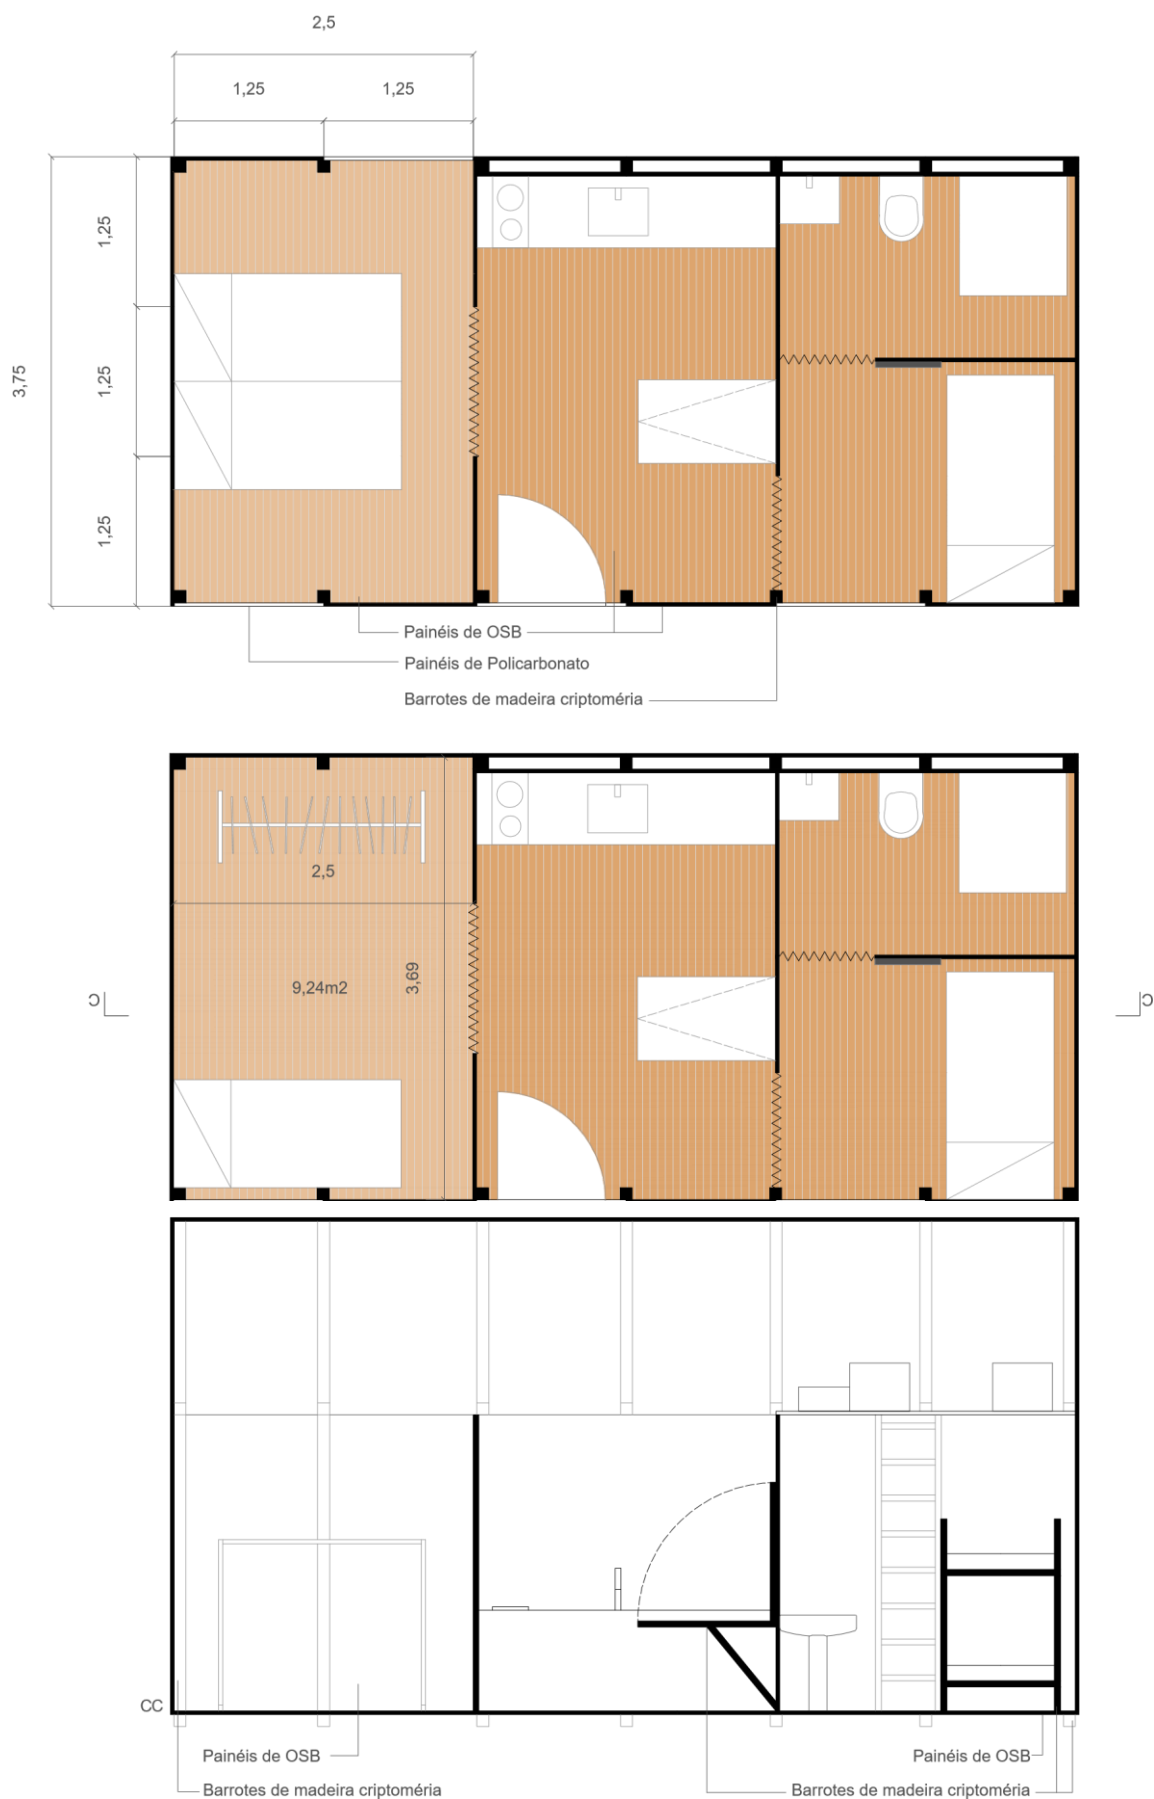 2,5
1,25
1,25
1,25
3,75
1,25
1,25
Painéis de OSB
Painéis de Policarbonato
Barrotes de madeira criptoméria
2,5
9,24m2
3,69
C
C
CC
Painéis de OSB
Painéis de OSB
Barrotes de madeira criptoméria
Barrotes de madeira criptoméria